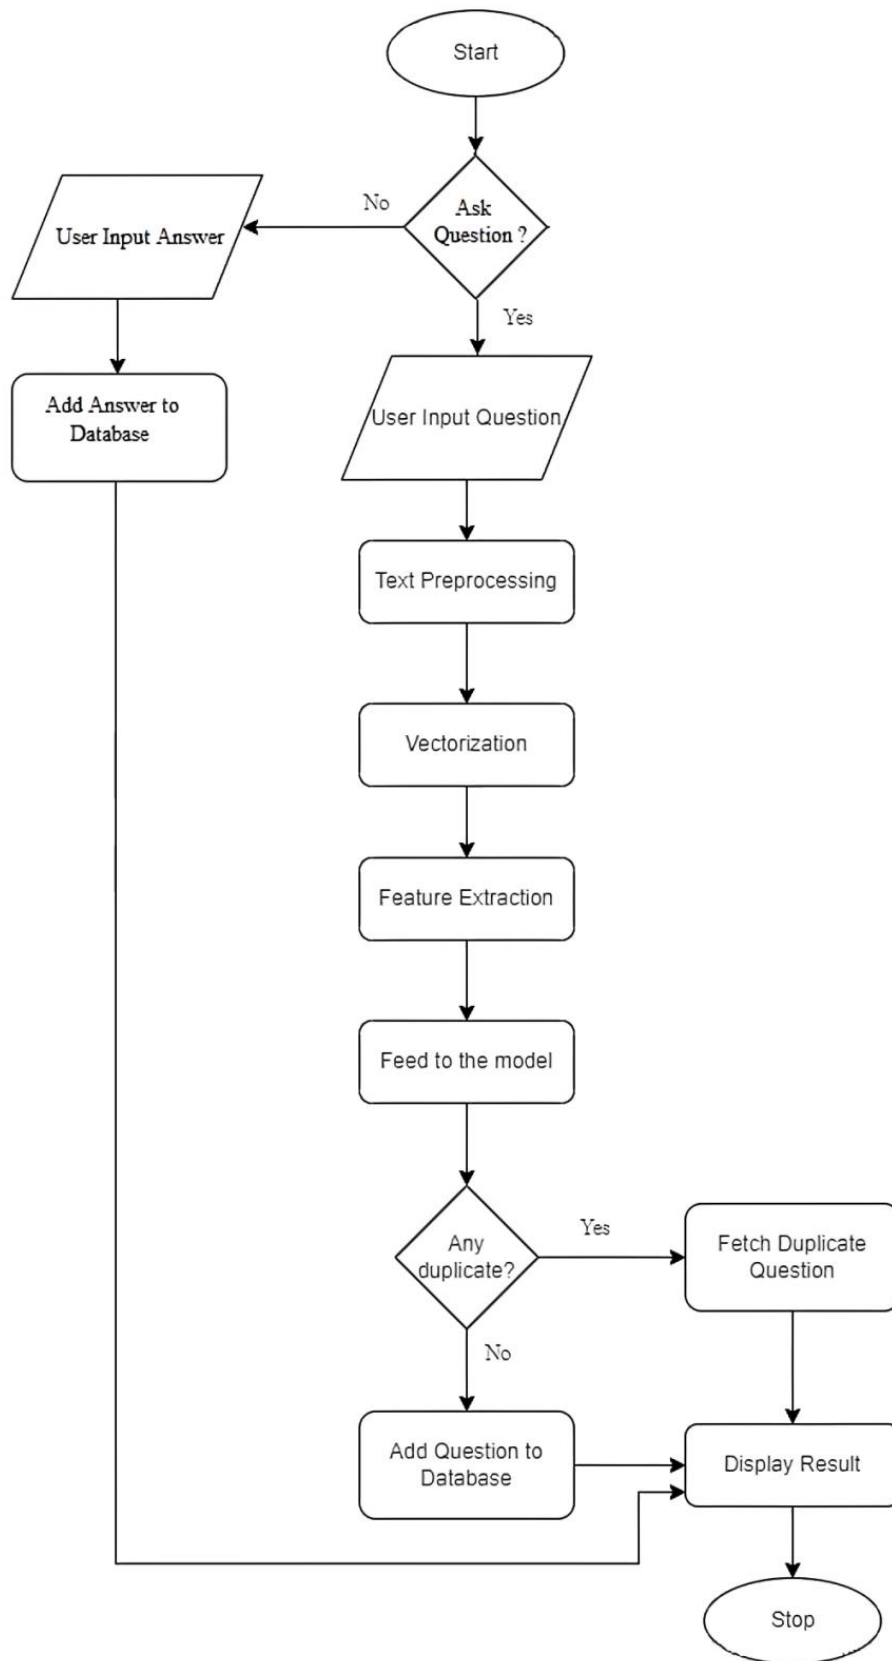 Start
No
Ask
Question ?
User Input Answer
Yes
Add Answer to
Database
User Input Question
Text Preprocessing
Vectorization
Feature Extraction
Feed to the model
Any
duplicate?
Yes
Fetch Duplicate
Question
No
Add Question to
Database
Display Result
Stop